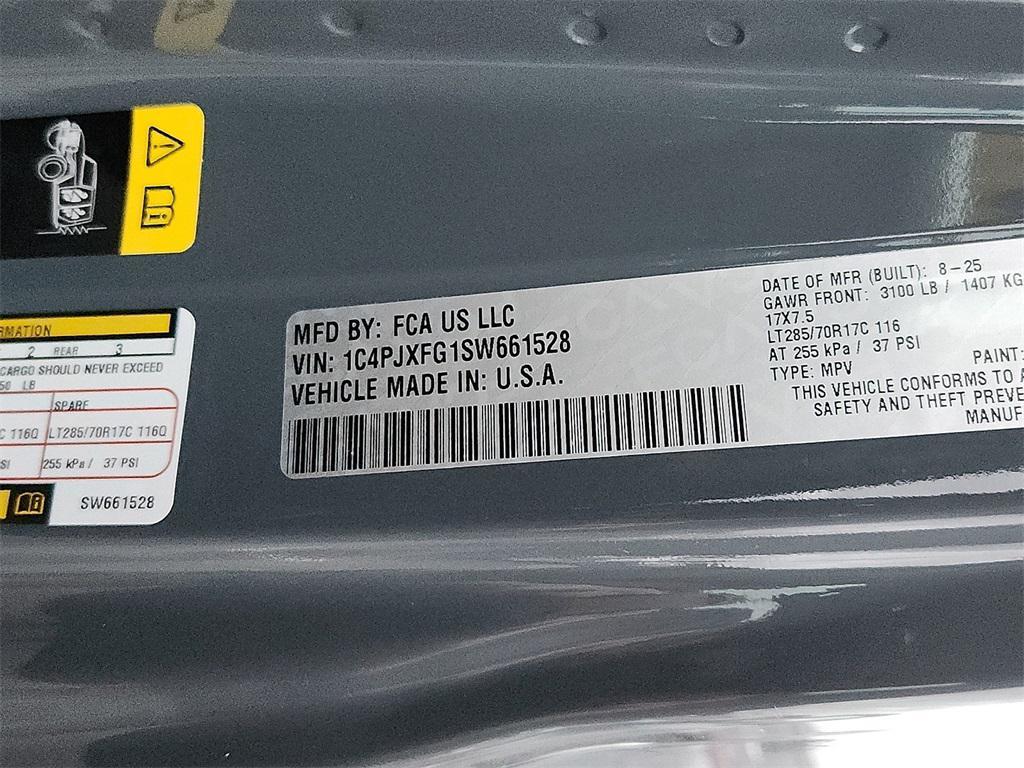 RMATION
2 REAR 3
CARGO SHOULD NEVER EXCEED
50 LB
SPARE
C 116Q LT285/70R17C 116Q
SI 255 kPa / 37 PSI
SW661528
MFD BY: FCA US LLC
VIN: 1C4PJXFG1SW661528
VEHICLE MADE IN: U.S.A.
DATE OF MFR (BUILT): 8-25
GAWR FRONT: 3100 LB / 1407 KG
17X7.5
LT285/70R17C 116
AT 255 kPa / 37 PSI
TYPE: MPV
PAINT:
THIS VEHICLE CONFORMS TO A
SAFETY AND THEFT PREVE
MANUF